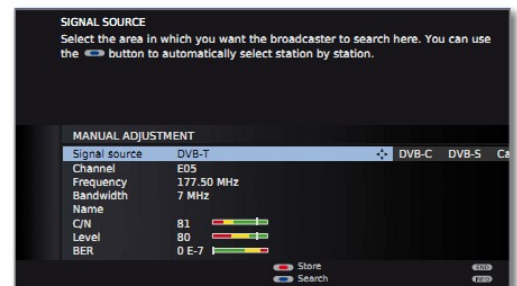 SIGNAL SOURCE
Select the area in which you want the broadcaster to search here. You can use
the button to automatically select station by station.
MANUAL ADJUSTMENT
Signal source DVB-T DVB-C DVB-S Ca
Channel E05
Frequency 177.50 MHz
Bandwidth 7 MHz
Name
C/N 81
Level 80
BER 0 E-7
Store END
Search INFO